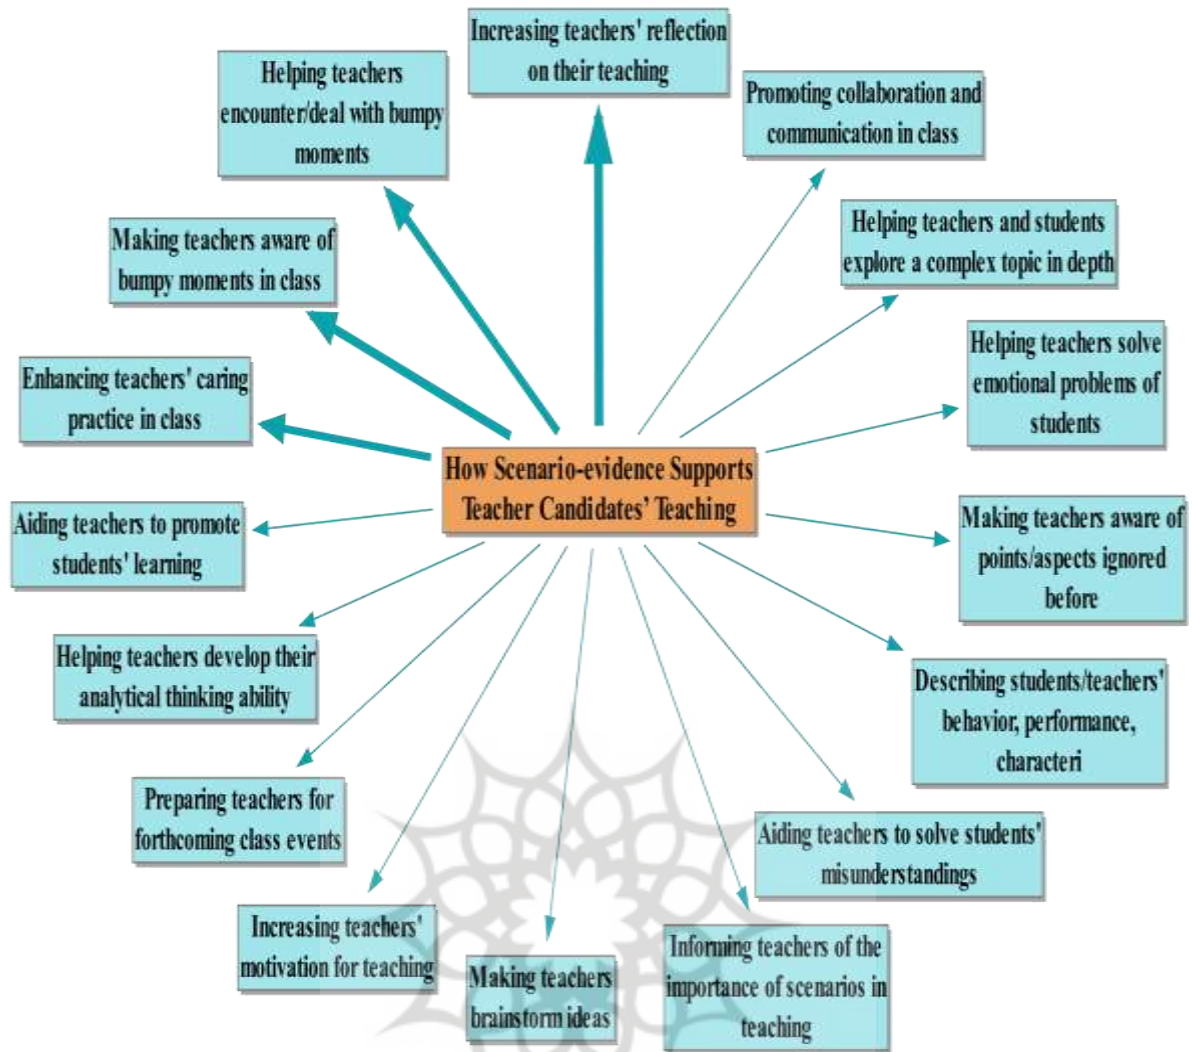 Increasing teachers' reflection
on their teaching
Helping teachers
encounter/deal with bumpy
moments
Promoting collaboration and
communication in class
Making teachers aware of
bumpy moments in class
Helping teachers and students
explore a complex topic in depth
Enhancing teachers' caring
practice in class
Helping teachers solve
emotional problems of
students
How Scenario-evidence Supports
Teacher Candidates’ Teaching
Aiding teachers to promote
students' learning
Making teachers aware of
points/aspects ignored
before
Helping teachers develop their
analytical thinking ability
Describing students/teachers'
behavior, performance,
characteri
Preparing teachers for
forthcoming class events
Aiding teachers to solve students'
misunderstandings
Increasing teachers'
motivation for teaching
Making teachers
brainstorm ideas
Informing teachers of the
importance of scenarios in
teaching